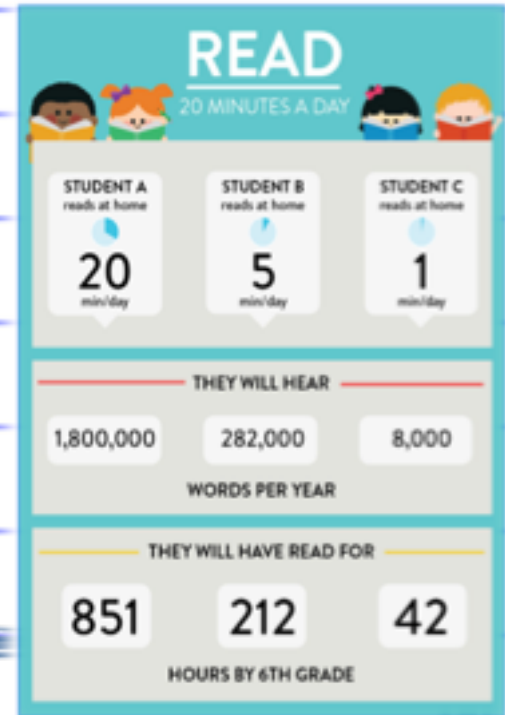 READ
20 MINUTES A DAY
STUDENT A
reads at home
20
min/day
STUDENT B
reads at home
5
min/day
STUDENT C
reads at home
1
min/day
THEY WILL HEAR
1,800,000
282,000
8,000
WORDS PER YEAR
THEY WILL HAVE READ FOR
851
212
42
HOURS BY 6TH GRADE